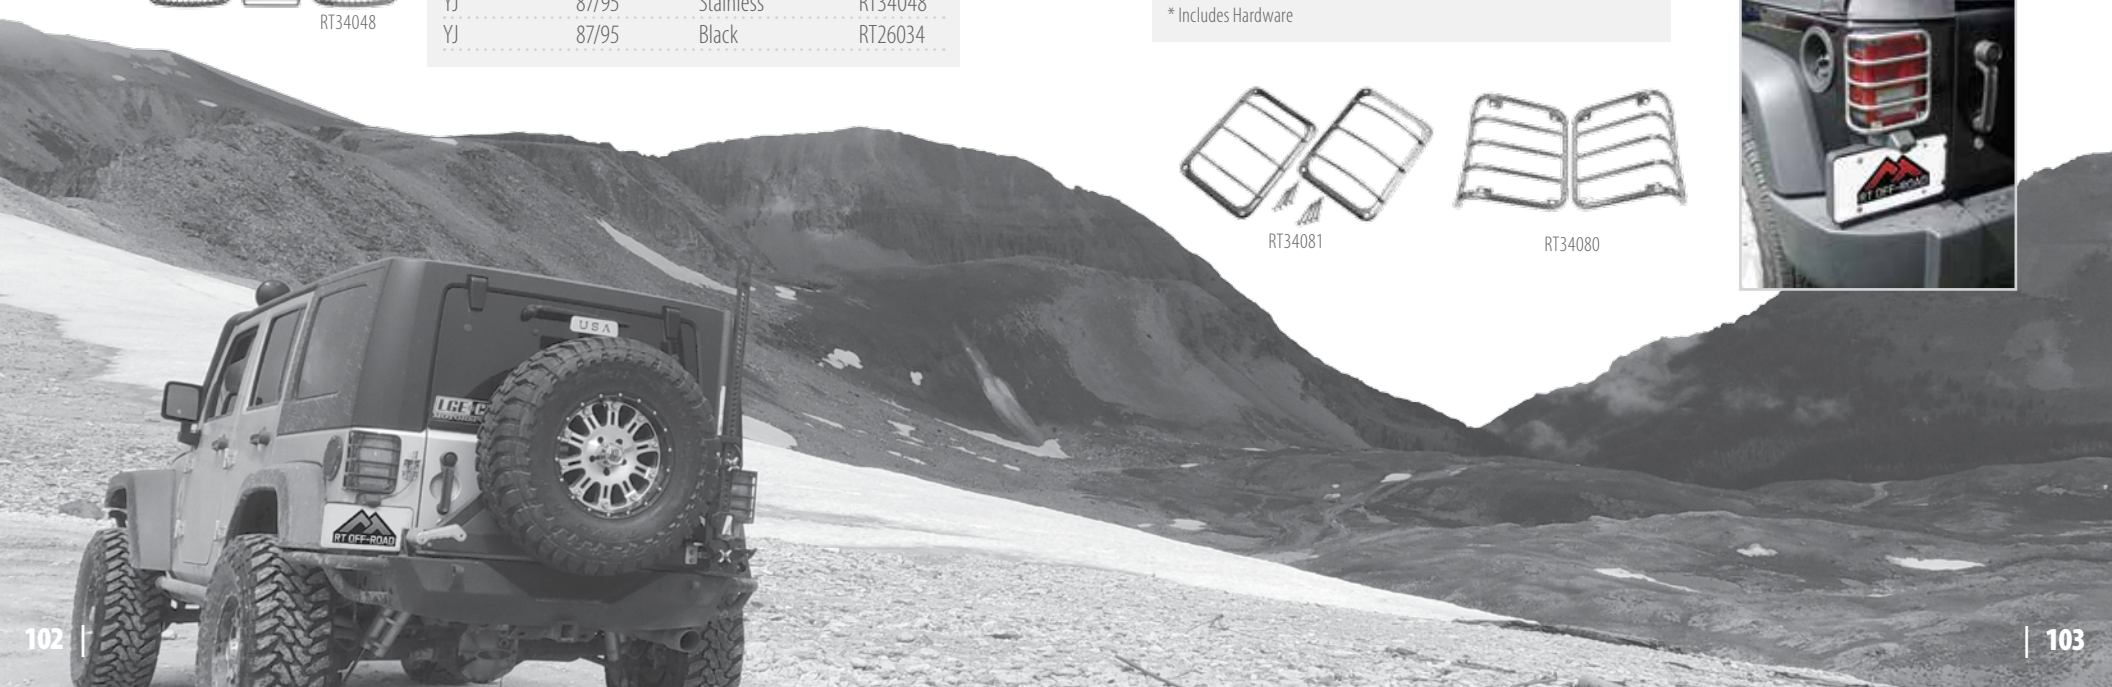 RT34048
YJ 87/95 Stainless RT34048
YJ 87/95 Black RT26034
* Includes Hardware
RT34081
RT34080
RT OFF-ROAD
USA
RT OFF-ROAD
102
103